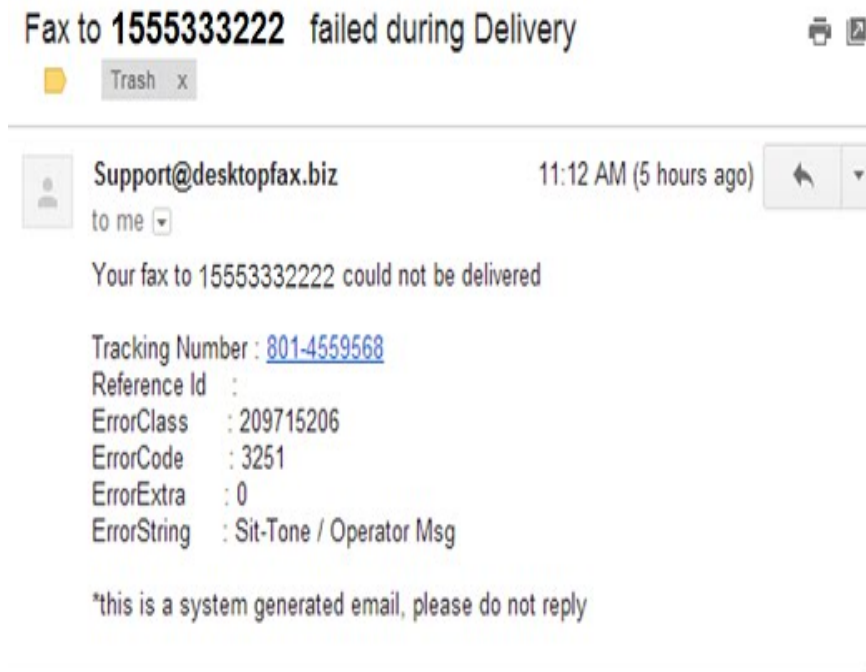 Fax to 1555333222 failed during Delivery
Trash x
Support@desktopfax.biz 11:12 AM (5 hours ago)
to me
Your fax to 15553332222 could not be delivered
Tracking Number : 801-4559568
Reference Id :
ErrorClass : 209715206
ErrorCode : 3251
ErrorExtra : 0
ErrorString : Sit-Tone / Operator Msg
*this is a system generated email, please do not reply